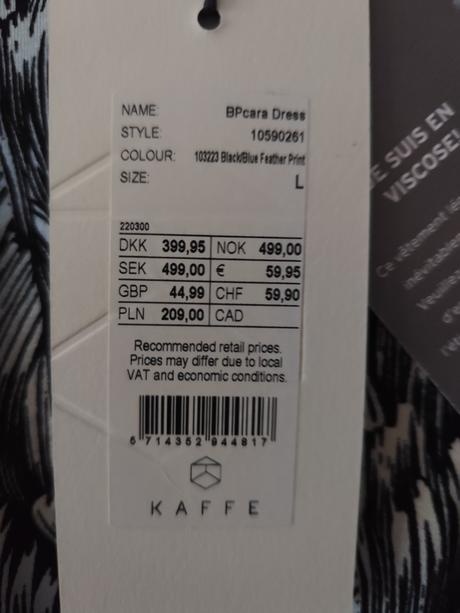 NAME: BPcara Dress
STYLE: 10590261
COLOUR: 103223 Black/Blue Feather Print
SIZE: L
220300
DKK 399,95 NOK 499,00
SEK 499,00 € 59,95
GBP 44,99 CHF 59,90
PLN 209,00 CAD
Recommended retail prices.
Prices may differ due to local
VAT and economic conditions.
5 714352 944817
KAFFE
JE SUIS EN
VISCOSE!
Ce vêtement
inévitable
Veuillez